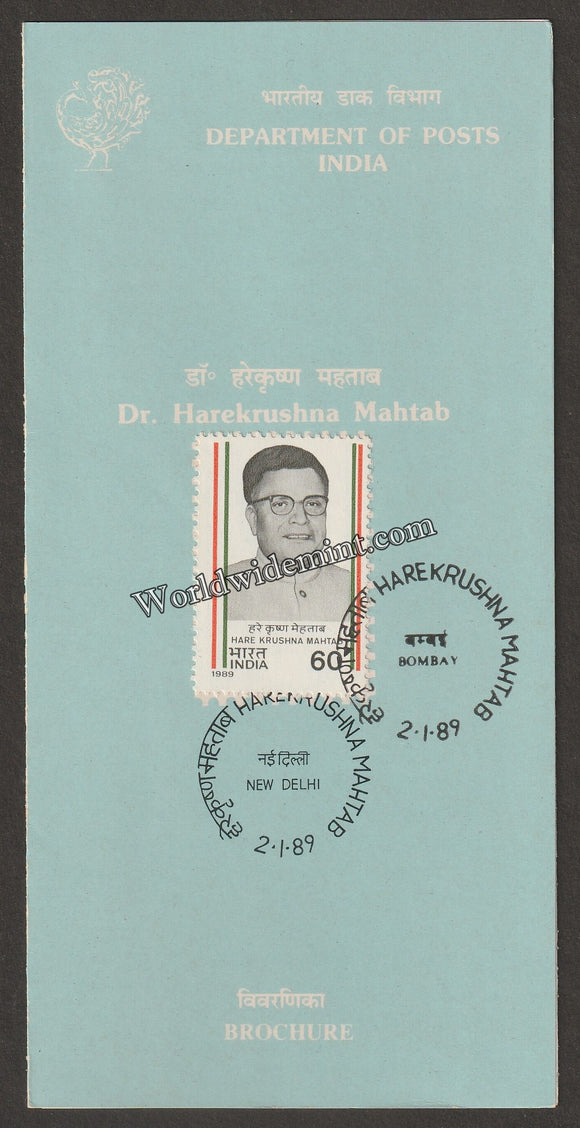 भारतीय डाक विभाग
DEPARTMENT OF POSTS
INDIA
डॉ॰ हरेकृष्ण महताब
Dr. Harekrushna Mahtab
Worldwidemint.com
हरे कृष्ण मेहताब
HARE KRUSHNA MAHTAB
भारत
INDIA
60
1989
हरेकृष्ण महताब HAREKRUSHNA MAHTAB
बम्बई
BOMBAY
2·1·89
हरेकृष्ण महताब HAREKRUSHNA MAHTAB
नई दिल्ली
NEW DELHI
2·1·89
विवरणिका
BROCHURE